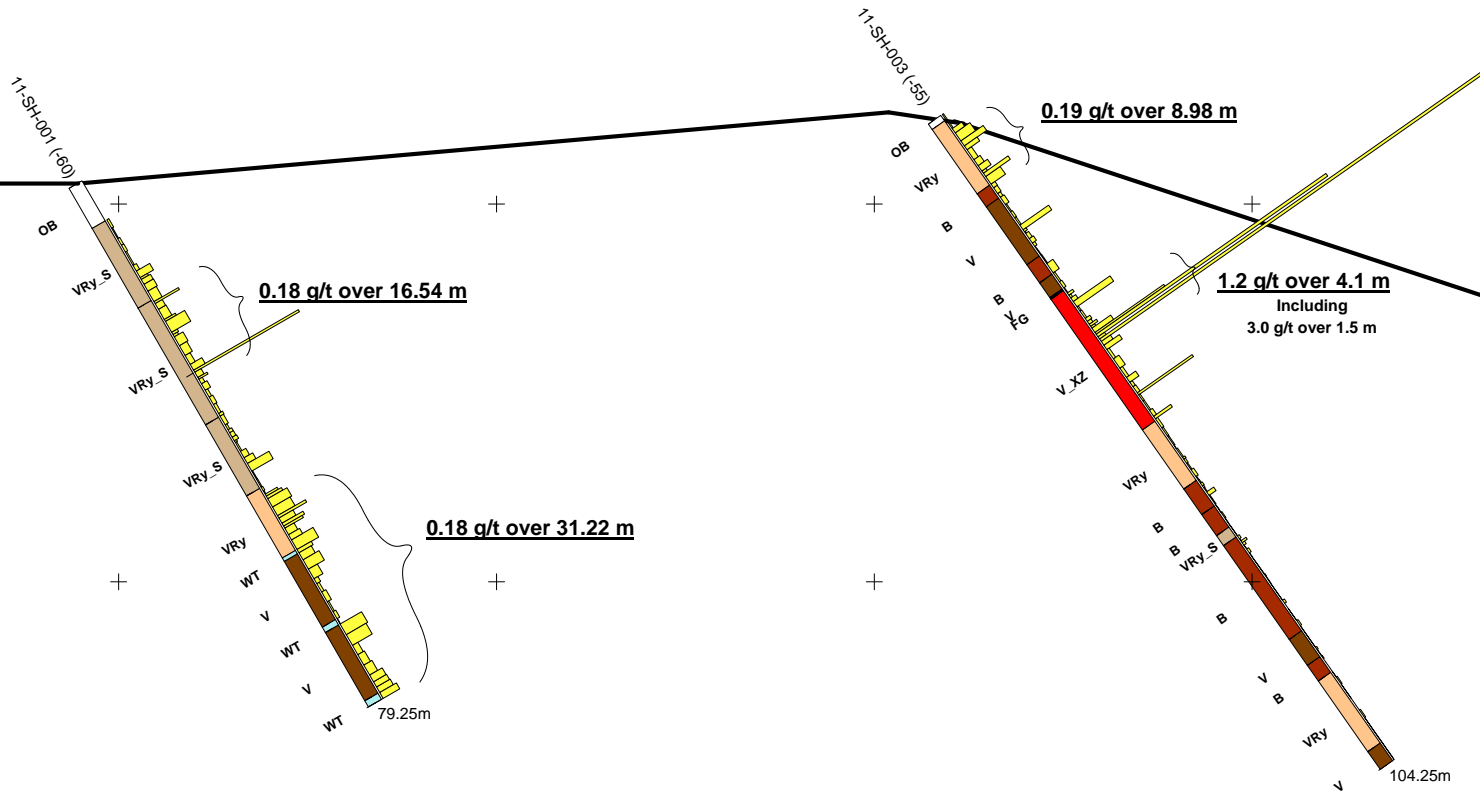 11-SH-001 (-60)
OB
VRy_S
0.18 g/t over 16.54 m
VRy_S
VRy_S
0.18 g/t over 31.22 m
VRy
WT
V
WT
V
WT
79.25m
11-SH-003 (-55)
0.19 g/t over 8.98 m
OB
VRy
B
V
B
V
FG
1.2 g/t over 4.1 m
Including
3.0 g/t over 1.5 m
V_XZ
VRy
B
B
VRy_S
B
V
B
VRy
V
104.25m